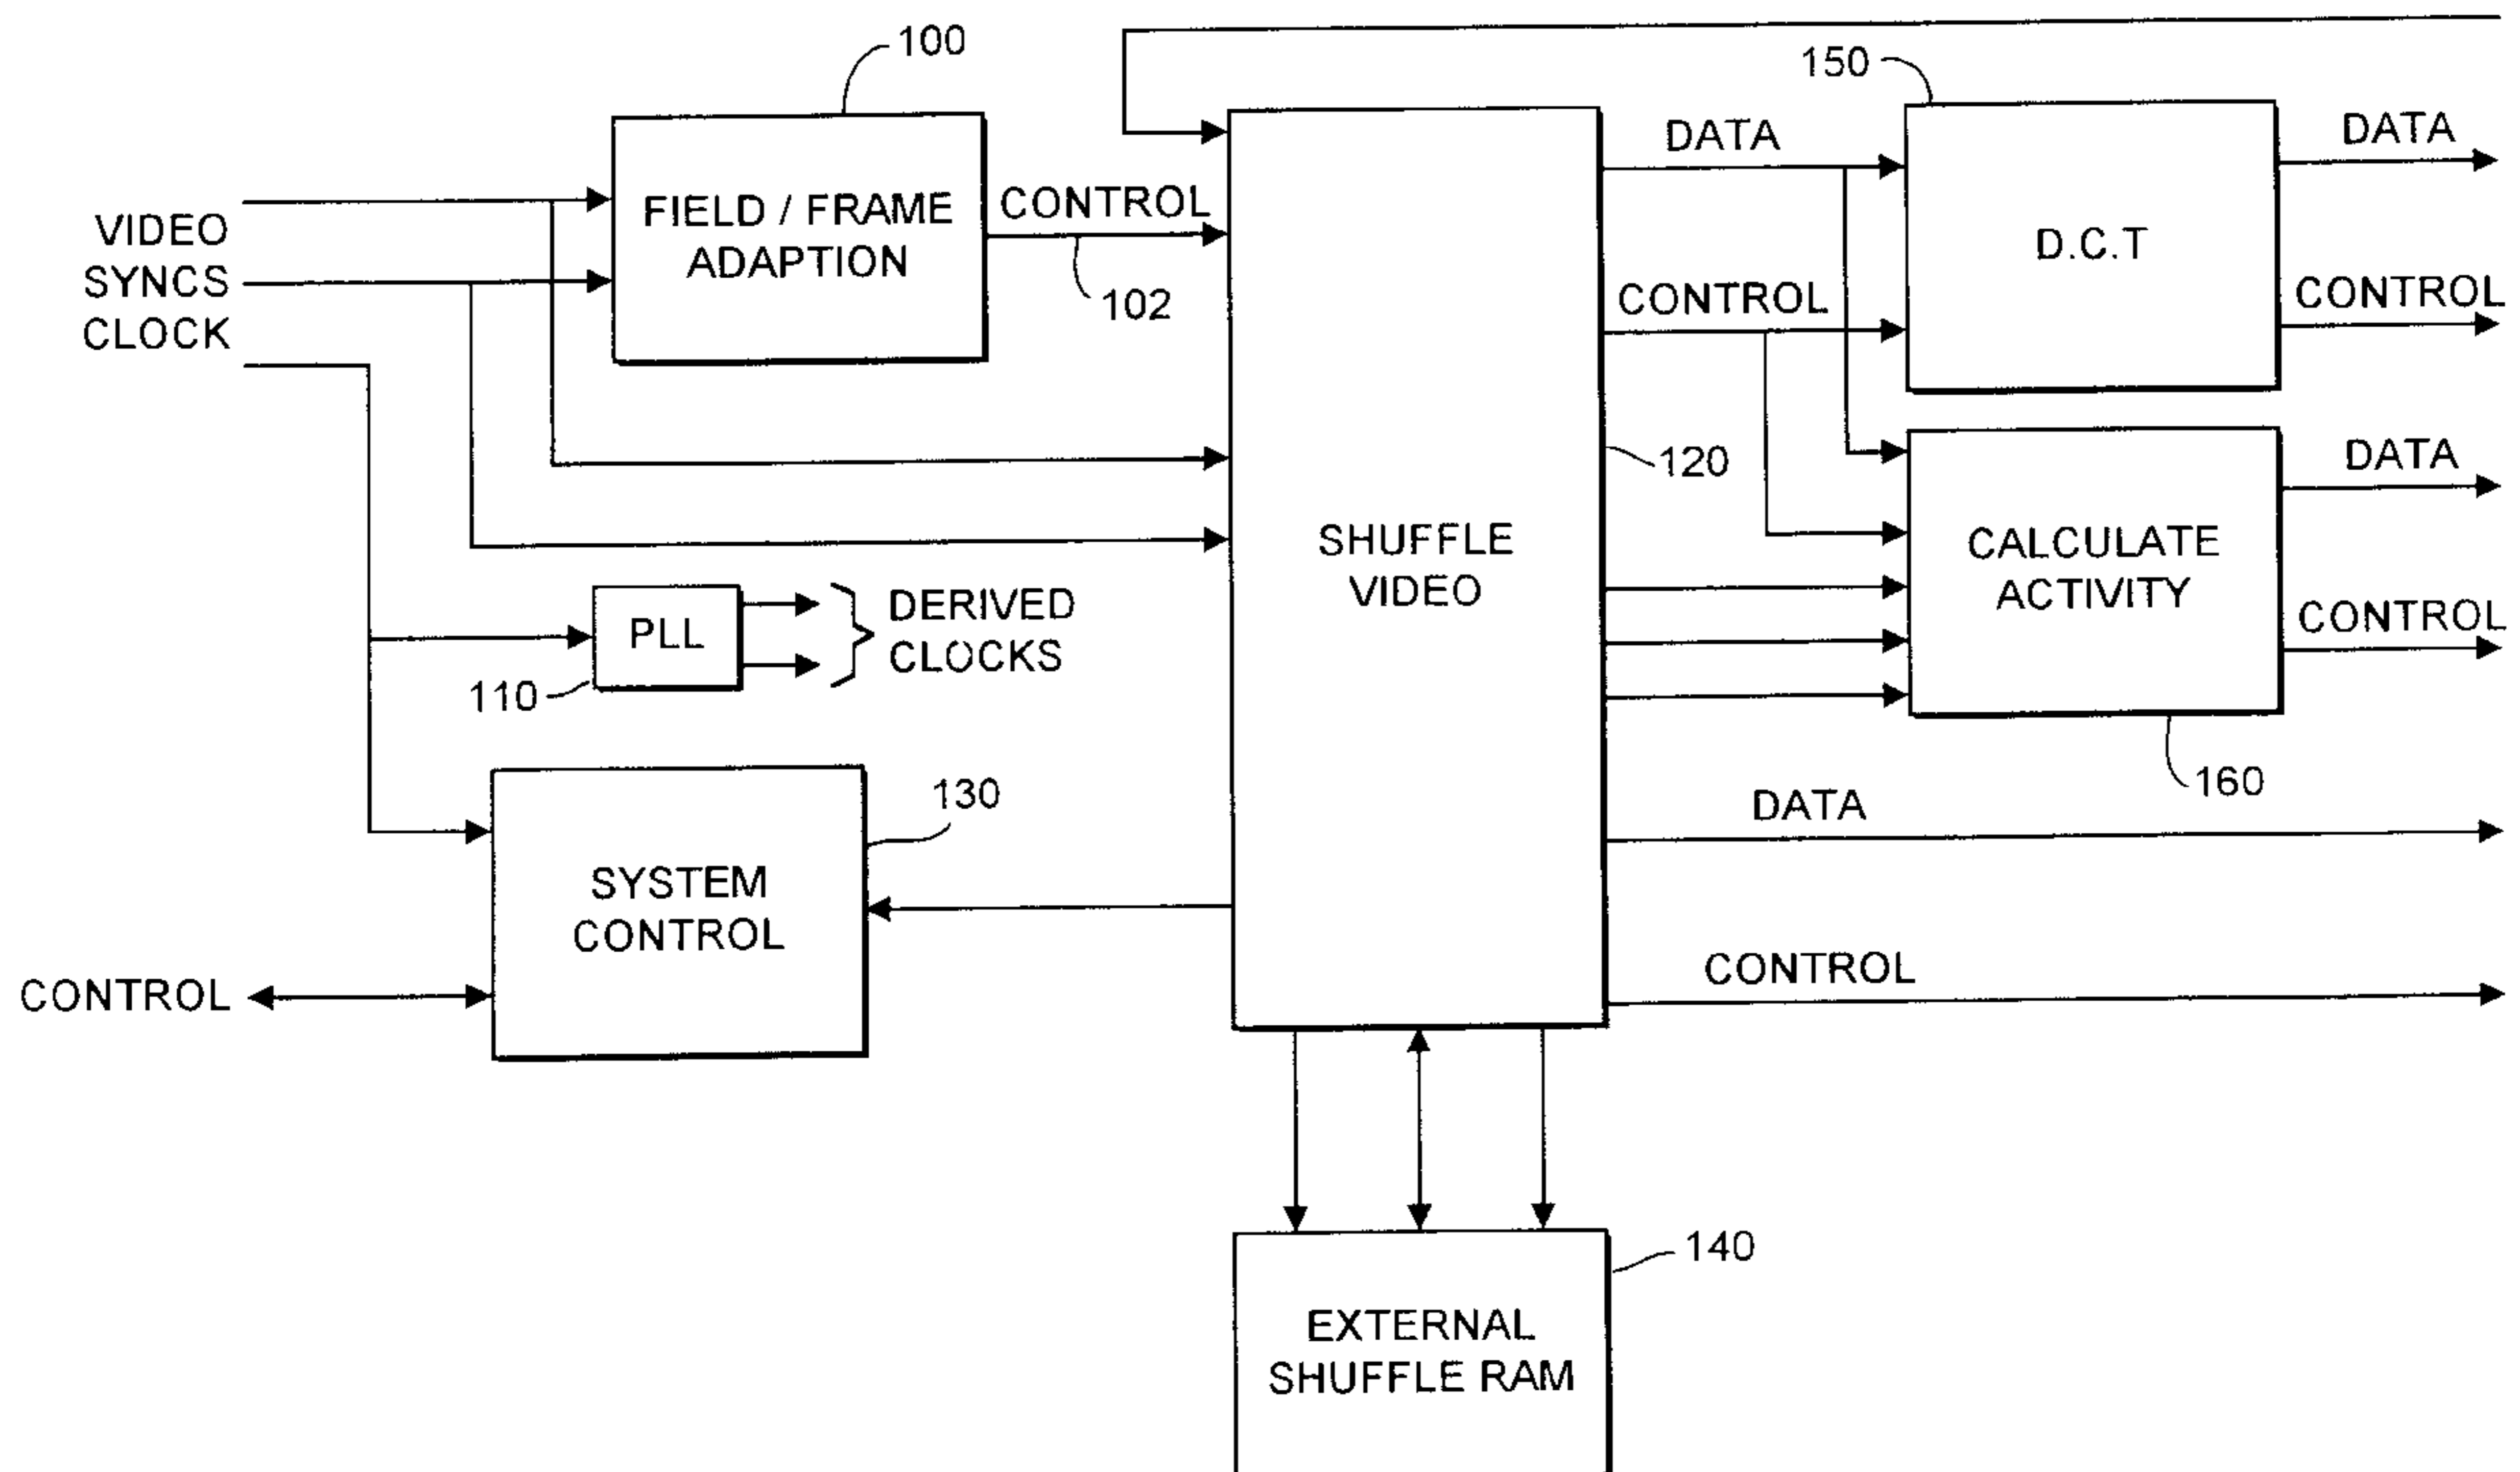 100
150
DATA
DATA
FIELD / FRAME
ADAPTION
CONTROL
102
VIDEO
SYNCS
CLOCK
D.C.T
CONTROL
CONTROL
120
DATA
SHUFFLE
VIDEO
CALCULATE
ACTIVITY
CONTROL
PLL
DERIVED
CLOCKS
110
130
160
DATA
SYSTEM
CONTROL
CONTROL
CONTROL
140
EXTERNAL
SHUFFLE RAM